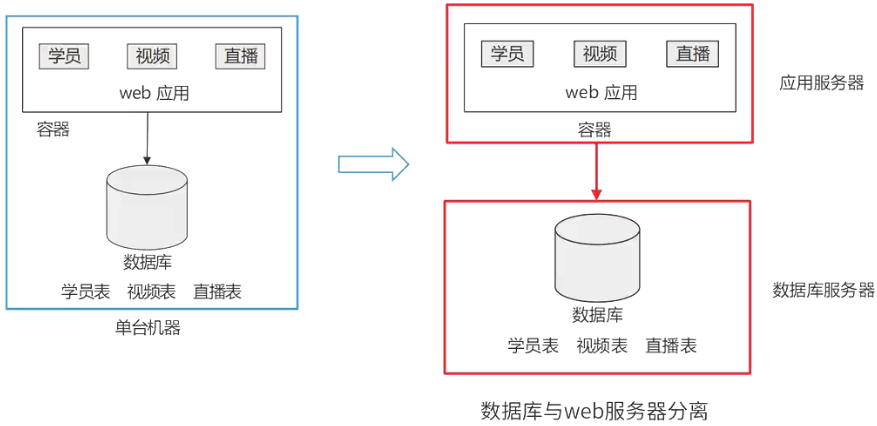 学员 视频 直播
web 应用
容器
数据库
学员表 视频表 直播表
单台机器
学员 视频 直播
web 应用
容器
应用服务器
数据库
学员表 视频表 直播表
数据库服务器
数据库与web服务器分离